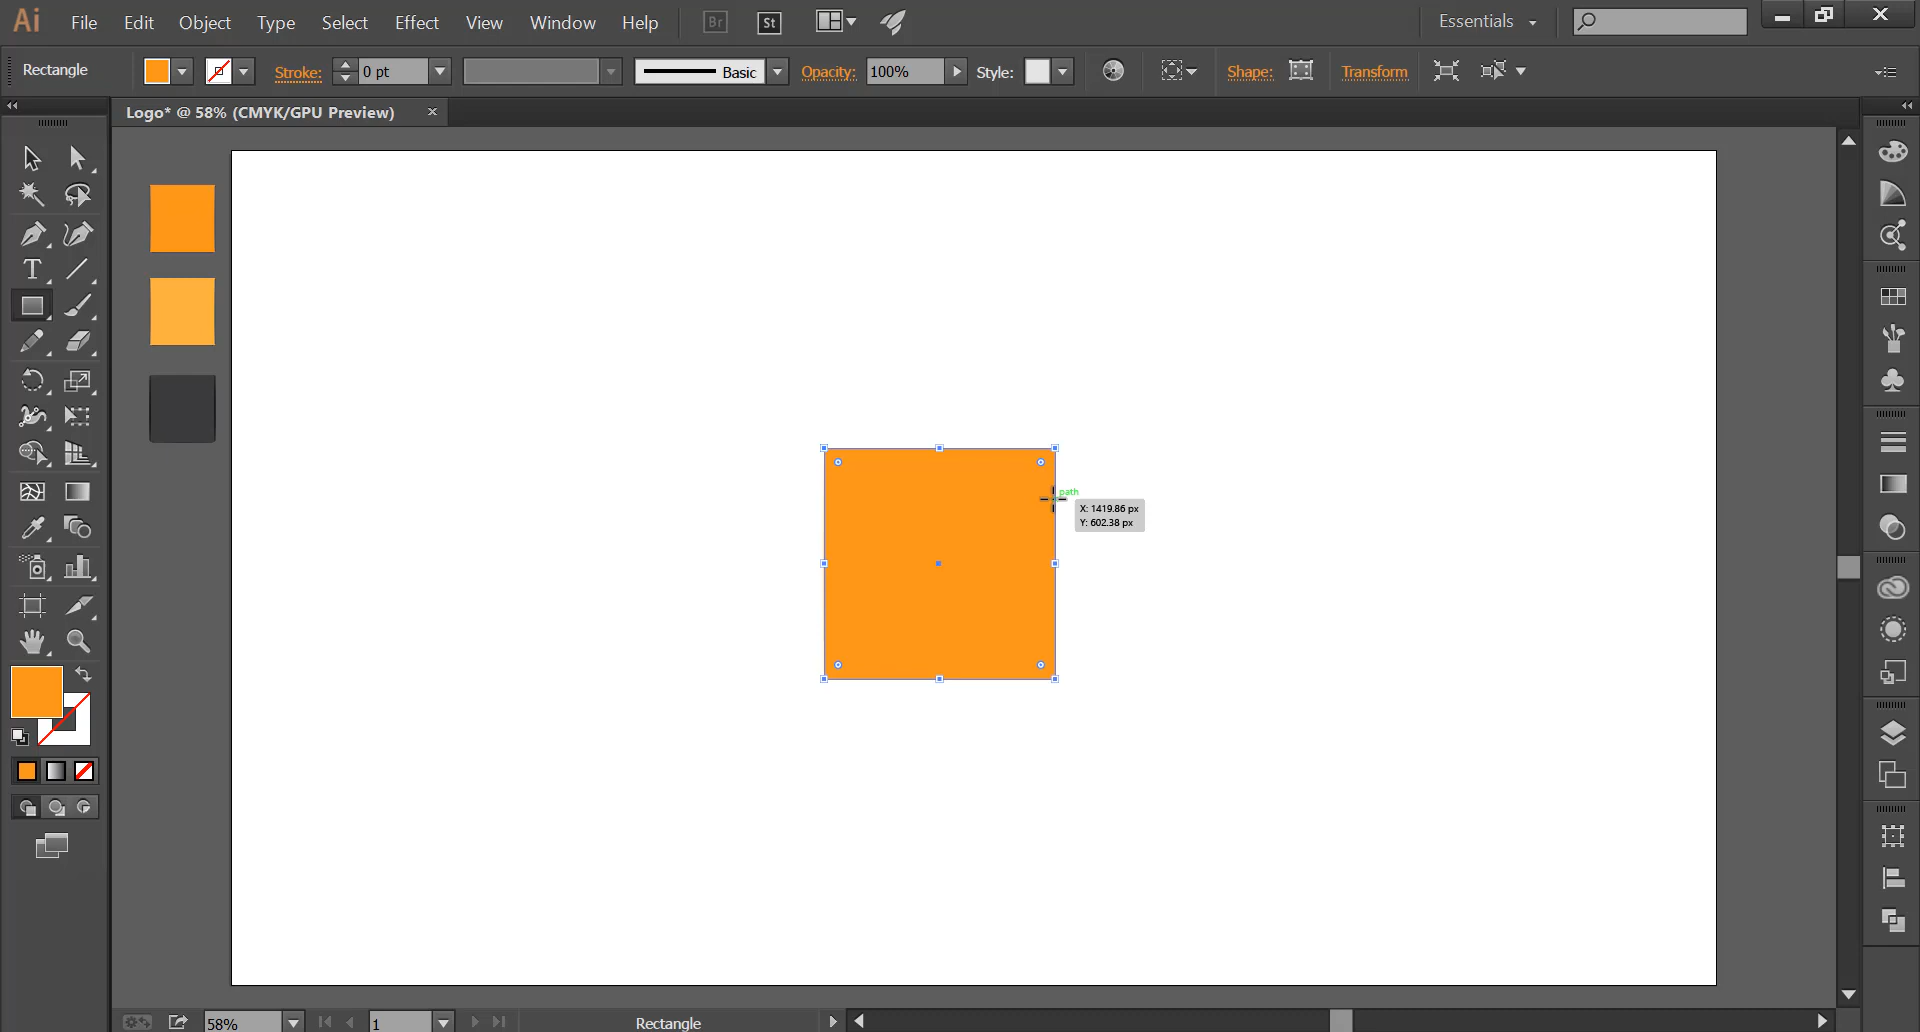 Ai File Edit Object Type Select Effect View Window Help Br St Essentials
Rectangle Stroke: 0 pt Basic Opacity: 100% Style: Shape: Transform
Logo* @ 58% (CMYK/GPU Preview)
T
path
X: 1419.86 px
Y: 602.38 px
58% 1 Rectangle